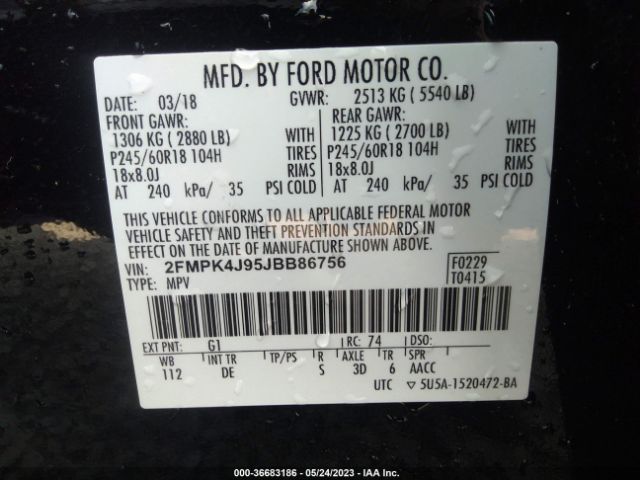 MFD. BY FORD MOTOR CO.
DATE: 03/18 GVWR: 2513 KG ( 5540 LB)
FRONT GAWR: REAR GAWR:
1306 KG ( 2880 LB) WITH 1225 KG ( 2700 LB) WITH
P245/60R18 104H TIRES P245/60R18 104H TIRES
18x8.0J RIMS 18x8.0J RIMS
AT 240 kPa/ 35 PSI COLD AT 240 kPa/ 35 PSI COLD
THIS VEHICLE CONFORMS TO ALL APPLICABLE FEDERAL MOTOR
VEHICLE SAFETY AND THEFT PREVENTION STANDARDS IN
EFFECT ON THE DATE OF MANUFACTURE SHOWN ABOVE.
VIN: 2FMPK4J95JBB86756 F0229
TYPE: MPV T0415
EXT PNT: G1 RC: 74 DSO:
WB INT TR TP/PS R AXLE TR SPR
112 DE S 3D 6 AACC
UTC ▽ 5U5A-1520472-BA
000-36683186 - 05/24/2023 - IAA Inc.